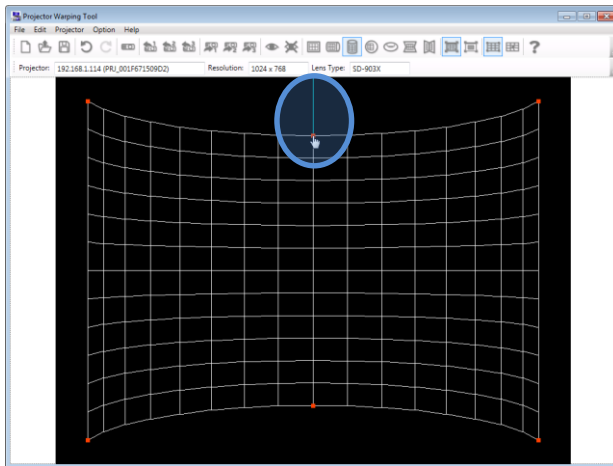 Projector Warping Tool
File Edit Projector Option Help
Projector: 192.168.1.114 (PRJ_001F671509D2) Resolution: 1024 x 768 Lens Type: SD-903X